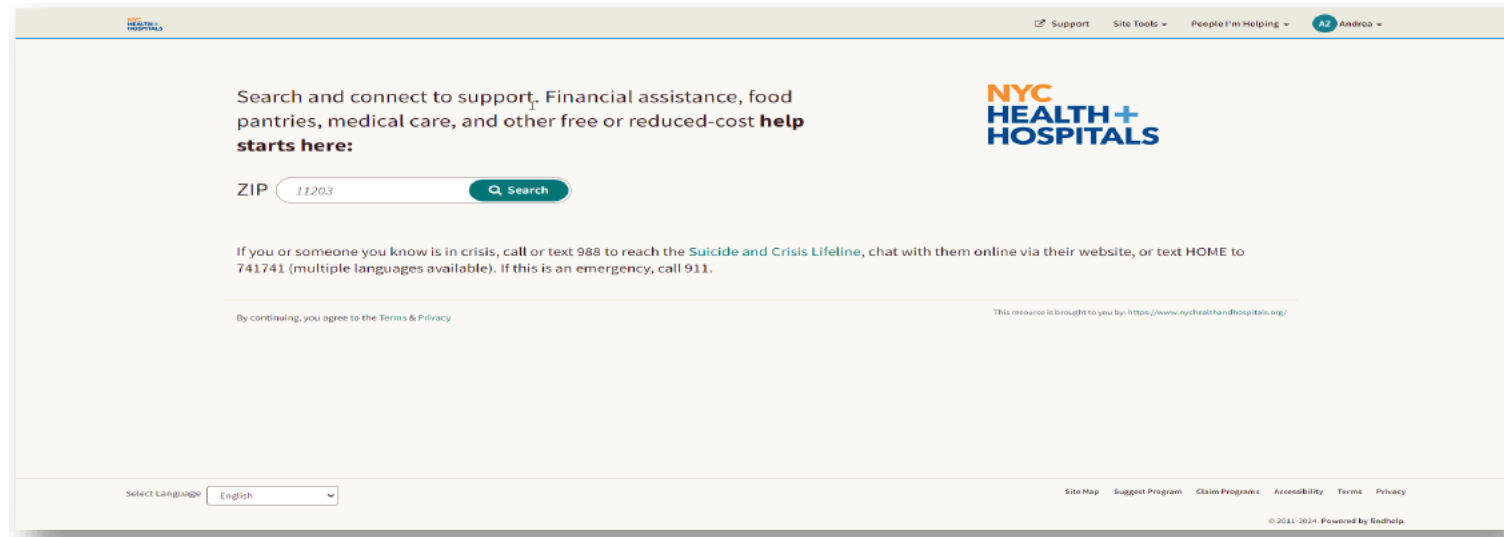 NYC
HEALTH+
HOSPITALS
Support Site Tools People I'm Helping AZ Andrea
Search and connect to support. Financial assistance, food
pantries, medical care, and other free or reduced-cost help
starts here:
NYC
HEALTH+
HOSPITALS
ZIP 11203 Search
If you or someone you know is in crisis, call or text 988 to reach the Suicide and Crisis Lifeline, chat with them online via their website, or text HOME to
741741 (multiple languages available). If this is an emergency, call 911.
By continuing, you agree to the Terms & Privacy
This resource is brought to you by: https://www.nychealthandhospitals.org/
Select Language English
Site Map Suggest Program Claim Programs Accessibility Terms Privacy
© 2011-2024. Powered by findhelp.